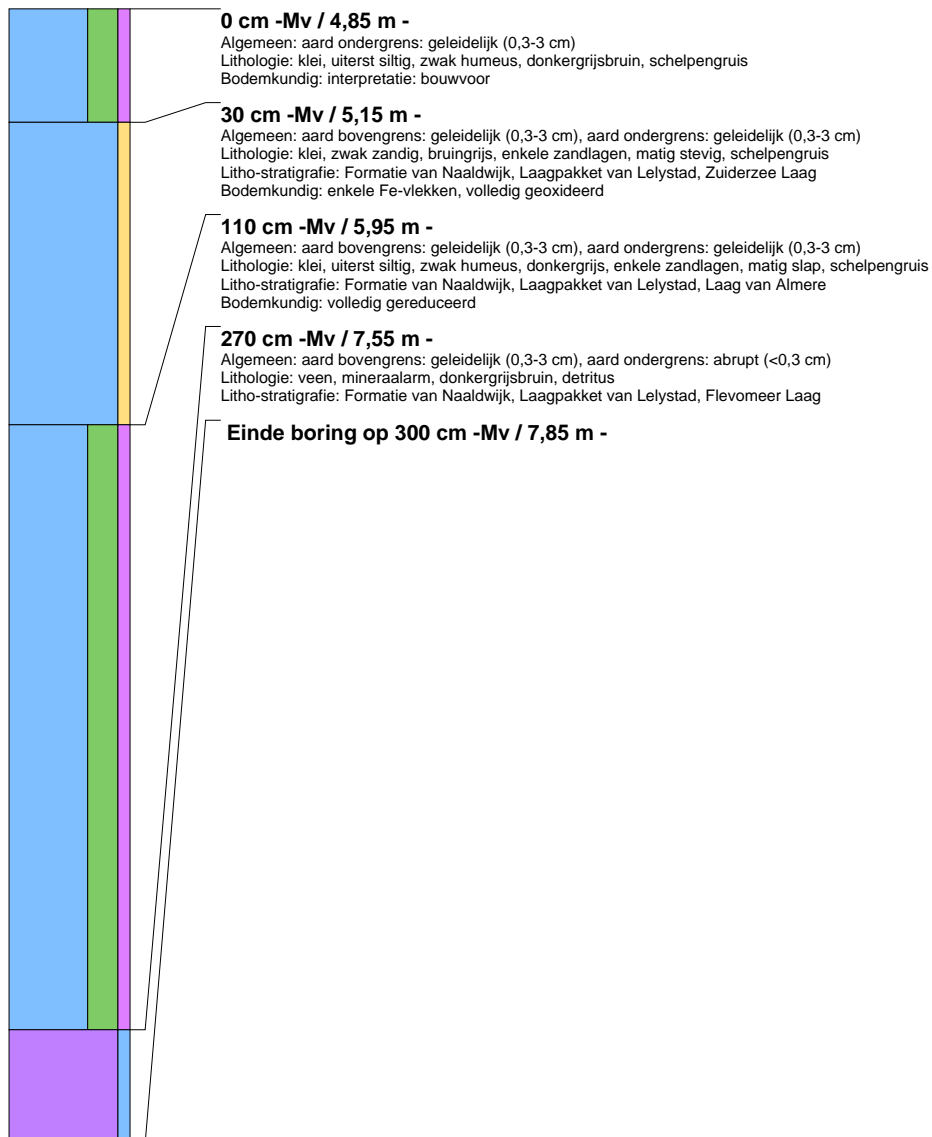 0 cm -Mv / 4,85 m -
Algemeen: aard ondergrens: geleidelijk (0,3-3 cm)
Lithologie: klei, uiterst siltig, zwak humeus, donkergrijsbruin, schelpengruis
Bodemkundig: interpretatie: bouwvoor
30 cm -Mv / 5,15 m -
Algemeen: aard bovengrens: geleidelijk (0,3-3 cm), aard ondergrens: geleidelijk (0,3-3 cm)
Lithologie: klei, zwak zandig, bruingrijs, enkele zandlagen, matig stevig, schelpengruis
Litho-stratigrafie: Formatie van Naaldwijk, Laagpakket van Lelystad, Zuiderzee Laag
Bodemkundig: enkele Fe-vlekken, volledig geoxideerd
110 cm -Mv / 5,95 m -
Algemeen: aard bovengrens: geleidelijk (0,3-3 cm), aard ondergrens: geleidelijk (0,3-3 cm)
Lithologie: klei, uiterst siltig, zwak humeus, donkergrijs, enkele zandlagen, matig slap, schelpengruis
Litho-stratigrafie: Formatie van Naaldwijk, Laagpakket van Lelystad, Laag van Almere
Bodemkundig: volledig gereduceerd
270 cm -Mv / 7,55 m -
Algemeen: aard bovengrens: geleidelijk (0,3-3 cm), aard ondergrens: abrupt (<0,3 cm)
Lithologie: veen, mineraalarm, donkergrijsbruin, detritus
Litho-stratigrafie: Formatie van Naaldwijk, Laagpakket van Lelystad, Flevomeer Laag
Einde boring op 300 cm -Mv / 7,85 m -